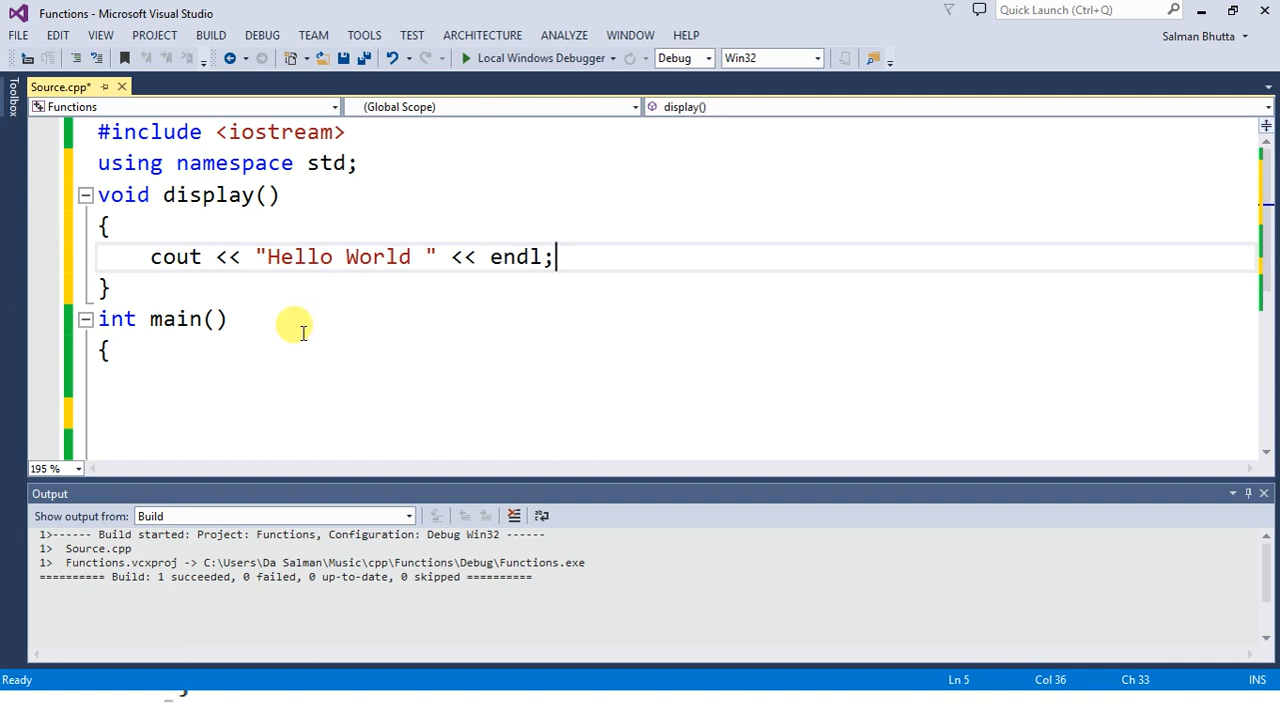 Functions - Microsoft Visual Studio
Quick Launch (Ctrl+Q)
FILE EDIT VIEW PROJECT BUILD DEBUG TEAM TOOLS TEST ARCHITECTURE ANALYZE WINDOW HELP
Salman Bhutta
Local Windows Debugger Debug Win32
Toolbox
Source.cpp*
Functions (Global Scope) display()
#include <iostream>
using namespace std;
void display()
{
cout << "Hello World " << endl;
}
int main()
{
195 %
Output
Show output from: Build
1>------ Build started: Project: Functions, Configuration: Debug Win32 ------
1> Source.cpp
1> Functions.vcxproj -> C:\Users\Da Salman\Music\cpp\Functions\Debug\Functions.exe
========== Build: 1 succeeded, 0 failed, 0 up-to-date, 0 skipped ==========
Ready Ln 5 Col 36 Ch 33 INS